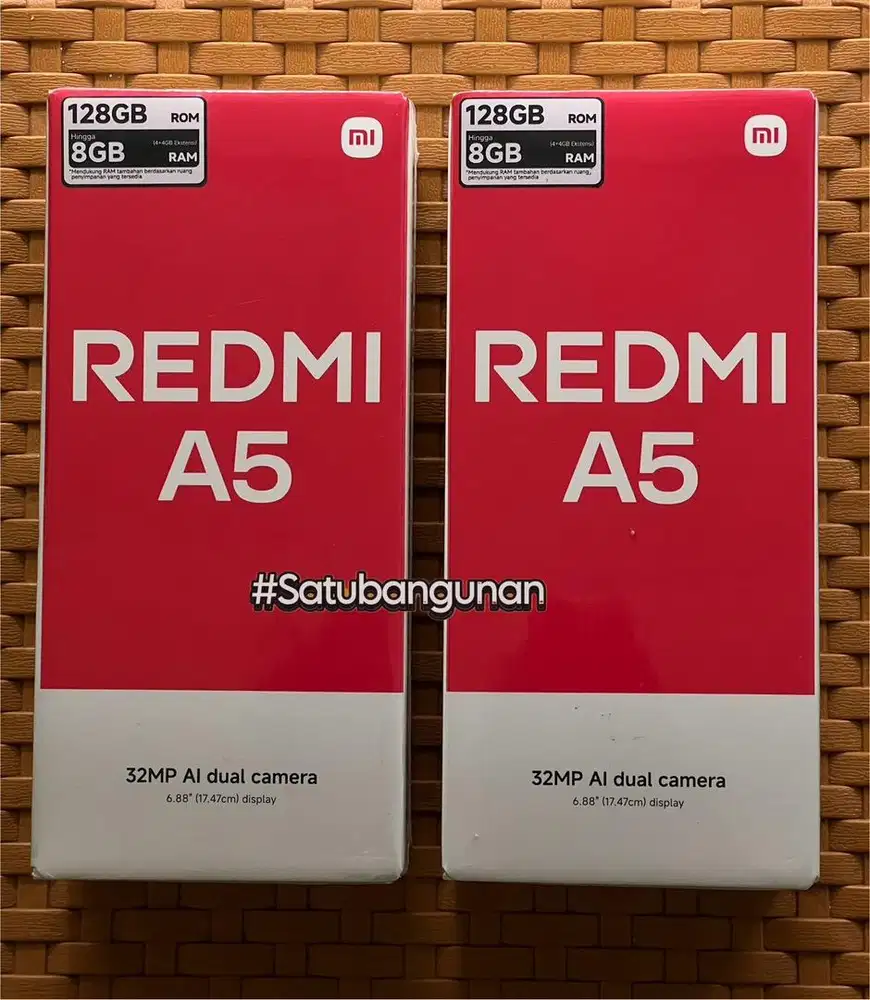 128GB ROM
Hingga (4+4GB Ekstensi)
8GB RAM
*Mendukung RAM tambahan berdasarkan ruang
penyimpanan yang tersedia
mi
REDMI
A5
32MP AI dual camera
6.88" (17.47cm) display
128GB ROM
Hingga (4+4GB Ekstensi)
8GB RAM
*Mendukung RAM tambahan berdasarkan ruang
penyimpanan yang tersedia
mi
REDMI
A5
32MP AI dual camera
6.88" (17.47cm) display
#Satubangunan